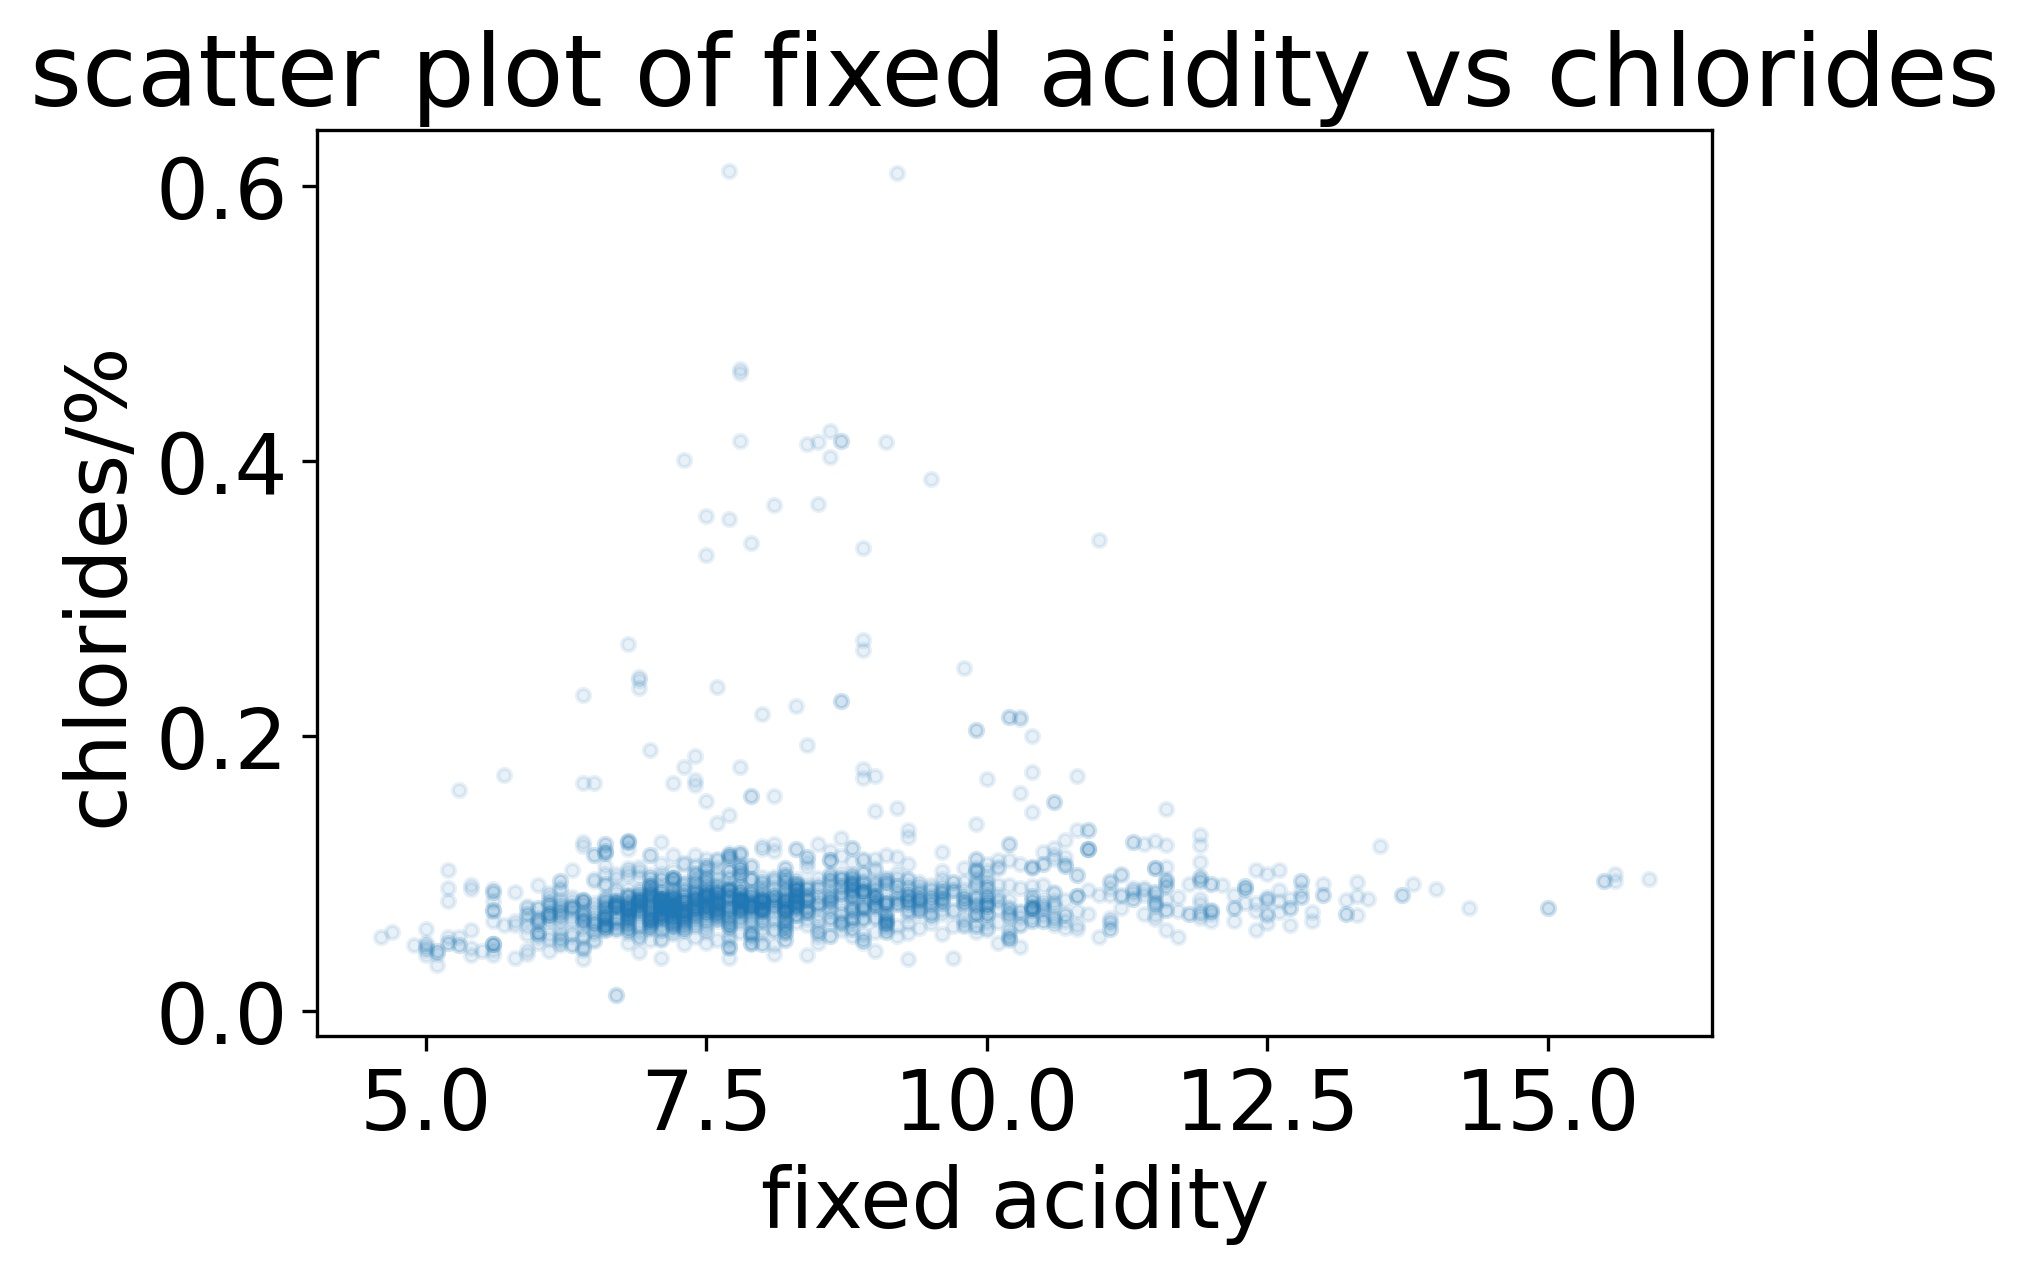 scatter plot of fixed acidity vs chlorides
chlorides/%
0.6
0.4
0.2
0.0
5.0 7.5 10.0 12.5 15.0
fixed acidity